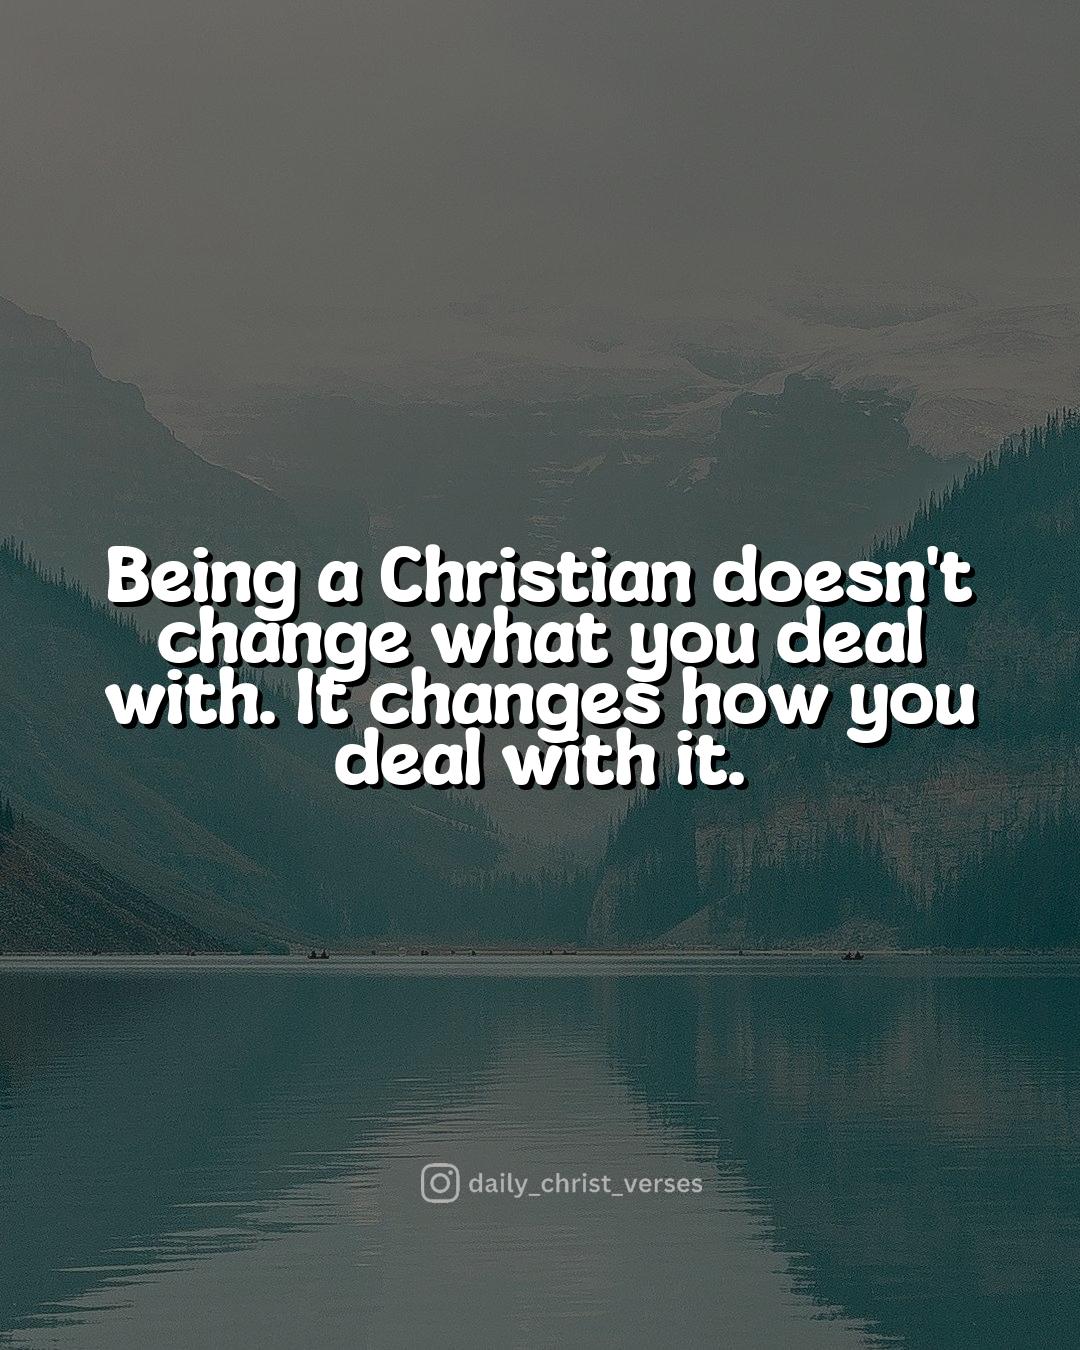 Being a Christian doesn't
change what you deal
with. It changes how you
deal with it.
daily_christ_verses